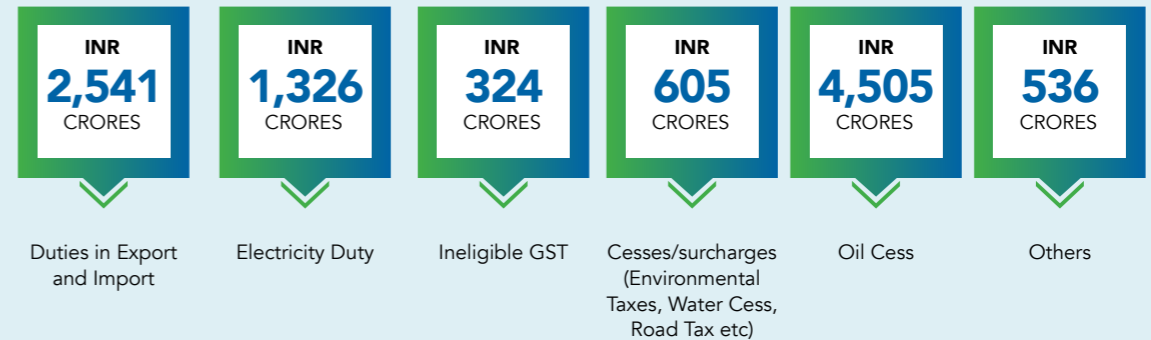 INR
2,541
CRORES
Duties in Export
and Import
INR
1,326
CRORES
Electricity Duty
INR
324
CRORES
Ineligible GST
INR
605
CRORES
Cesses/surcharges
(Environmental
Taxes, Water Cess,
Road Tax etc)
INR
4,505
CRORES
Oil Cess
INR
536
CRORES
Others